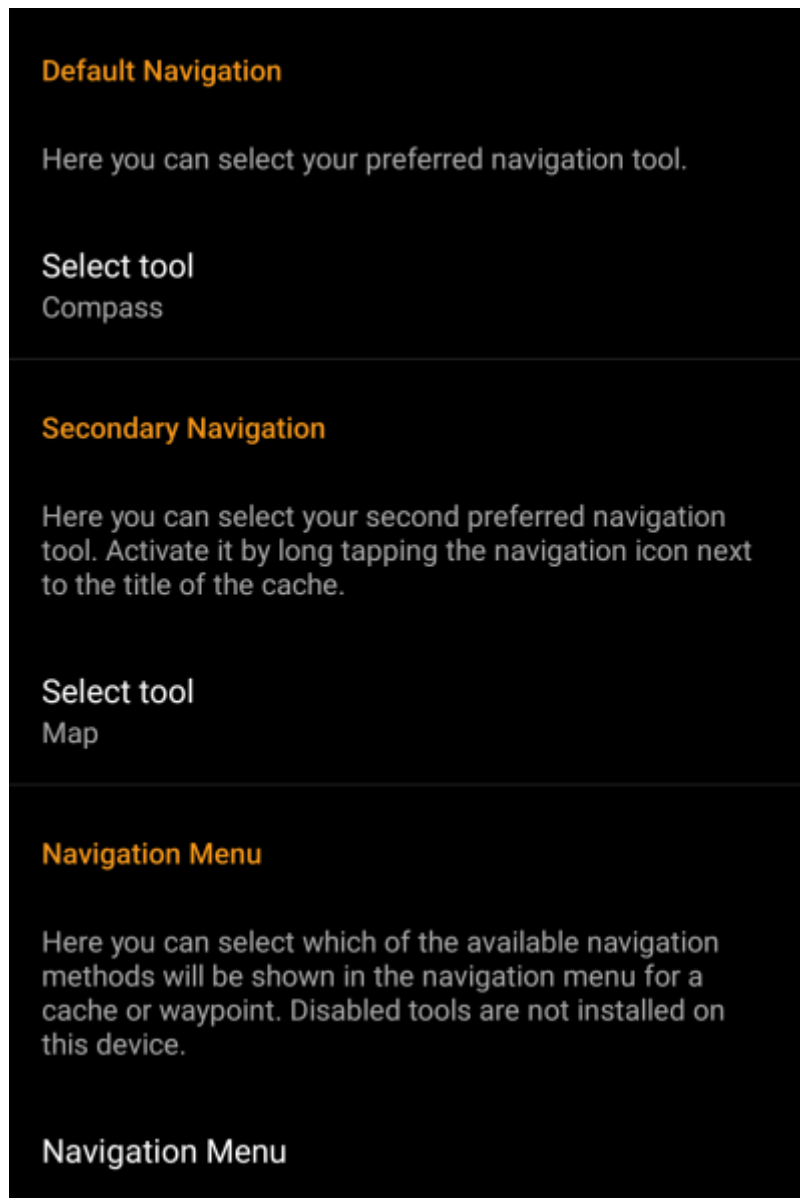 Default Navigation
Here you can select your preferred navigation tool.
Select tool
Compass
Secondary Navigation
Here you can select your second preferred navigation
tool. Activate it by long tapping the navigation icon next
to the title of the cache.
Select tool
Map
Navigation Menu
Here you can select which of the available navigation
methods will be shown in the navigation menu for a
cache or waypoint. Disabled tools are not installed on
this device.
Navigation Menu